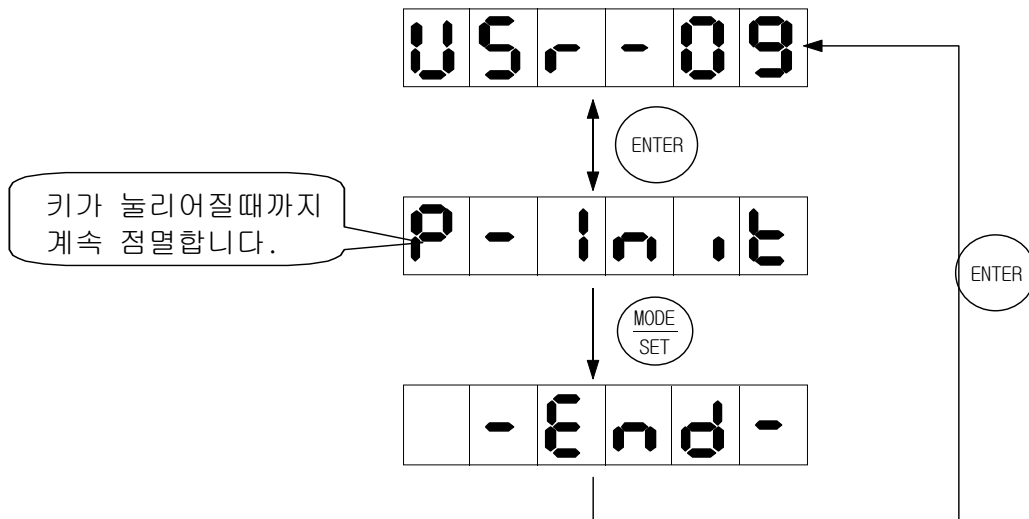 USr-09
ENTER
키가 눌리어질때까지
계속 점멸합니다.
P-Init
ENTER
MODE
SET
-End-